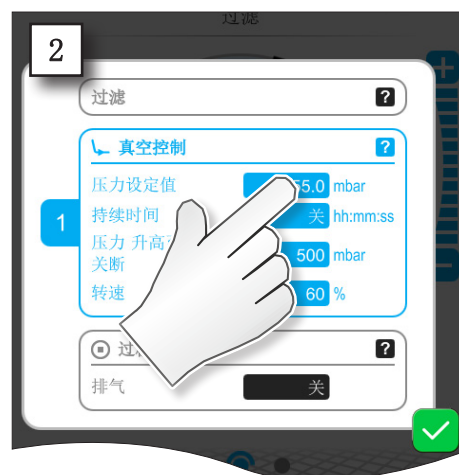 过滤
2
过滤 ?
真空控制 ?
压力设定值 55.0 mbar
1
持续时间 关 hh:mm:ss
压力 升高
关断 500 mbar
转速 60 %
?
排气 关